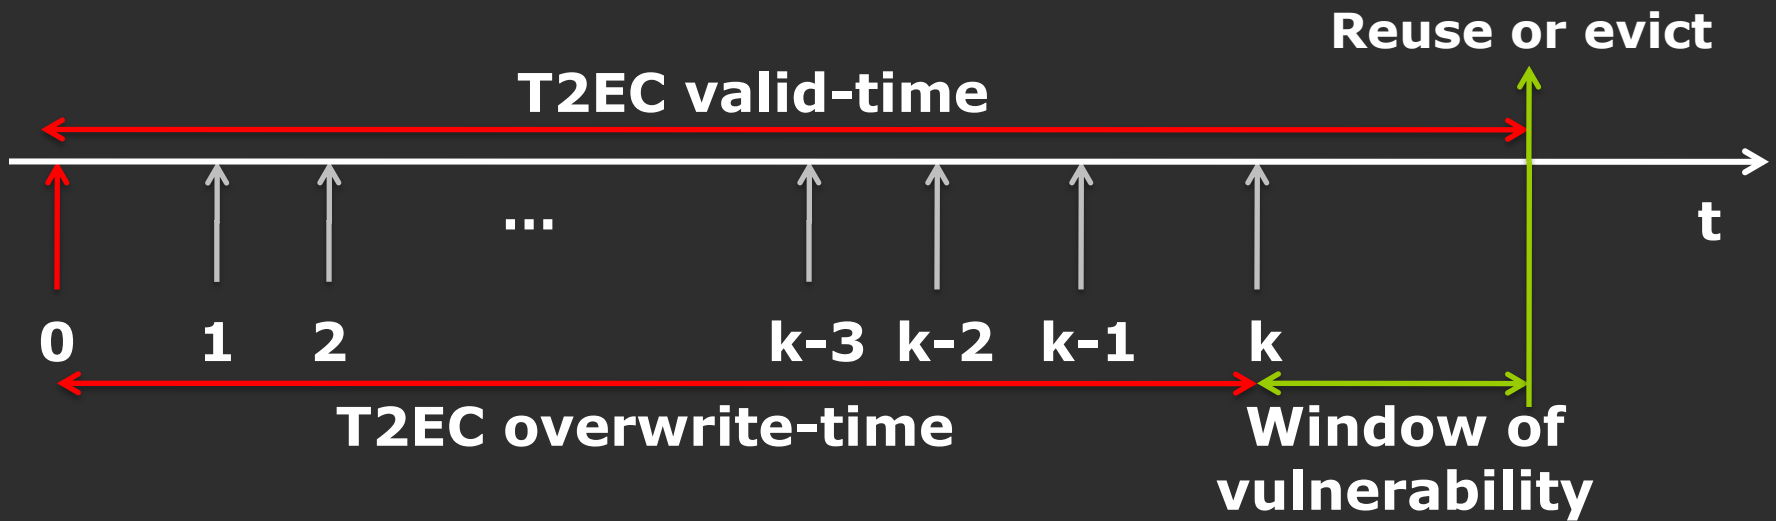 Reuse or evict
T2EC valid-time
...
t
0 1 2 k-3 k-2 k-1 k
T2EC overwrite-time
Window of
vulnerability